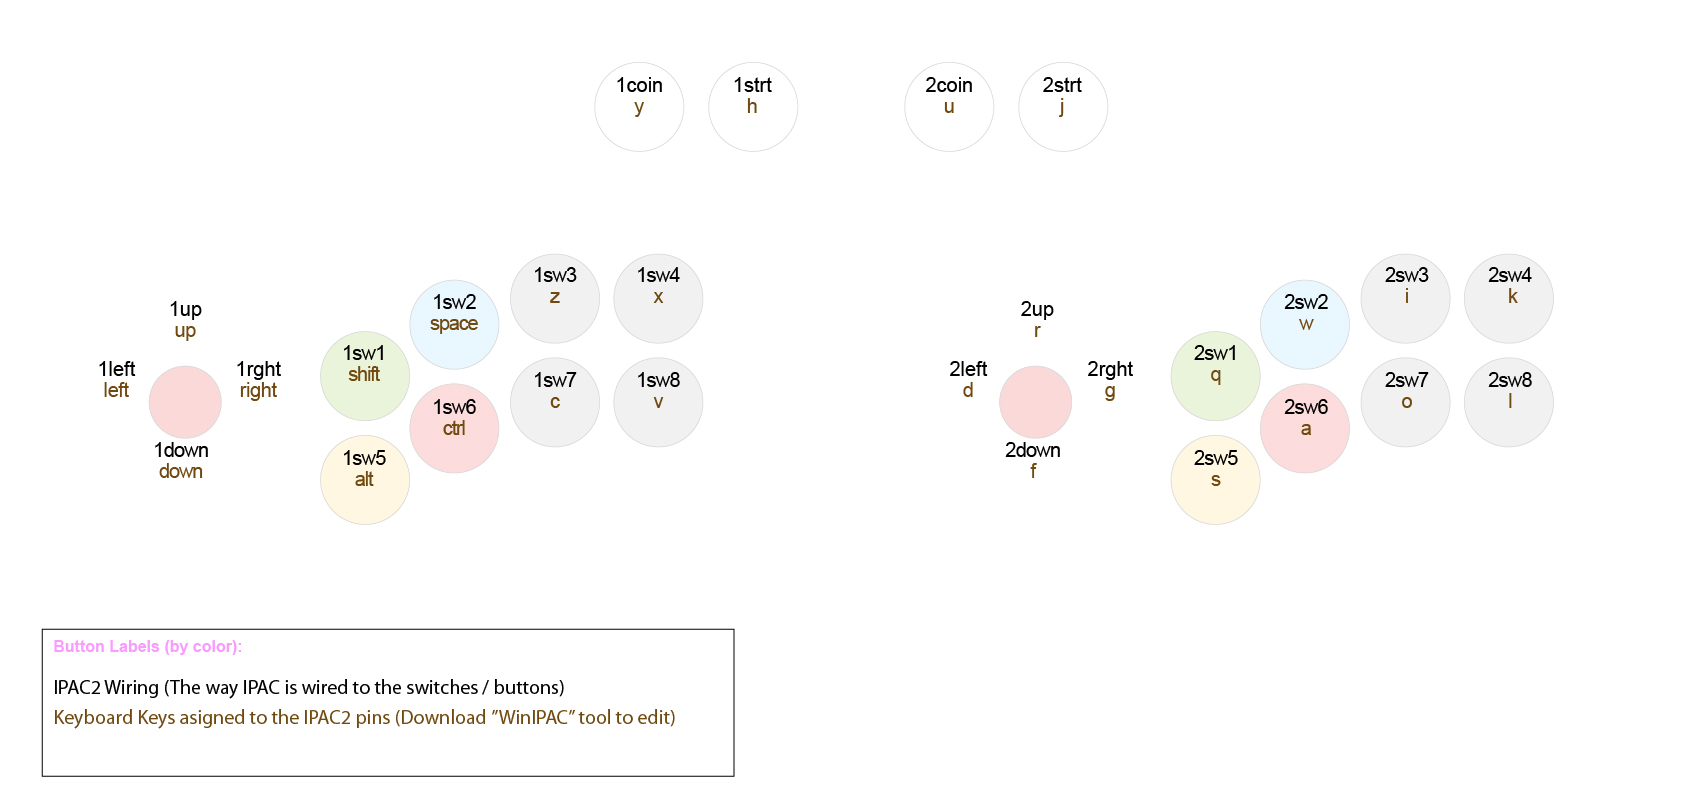 1coin
y
1strt
h
2coin
u
2strt
j
1up
up
1left
left
1rght
right
1down
down
1sw1
shift
1sw2
space
1sw3
z
1sw4
x
1sw5
alt
1sw6
ctrl
1sw7
c
1sw8
v
2up
r
2left
d
2rght
g
2down
f
2sw1
q
2sw2
w
2sw3
i
2sw4
k
2sw5
s
2sw6
a
2sw7
o
2sw8
l
Button Labels (by color):
IPAC2 Wiring (The way IPAC is wired to the switches / buttons)
Keyboard Keys asigned to the IPAC2 pins (Download ”WinIPAC” tool to edit)